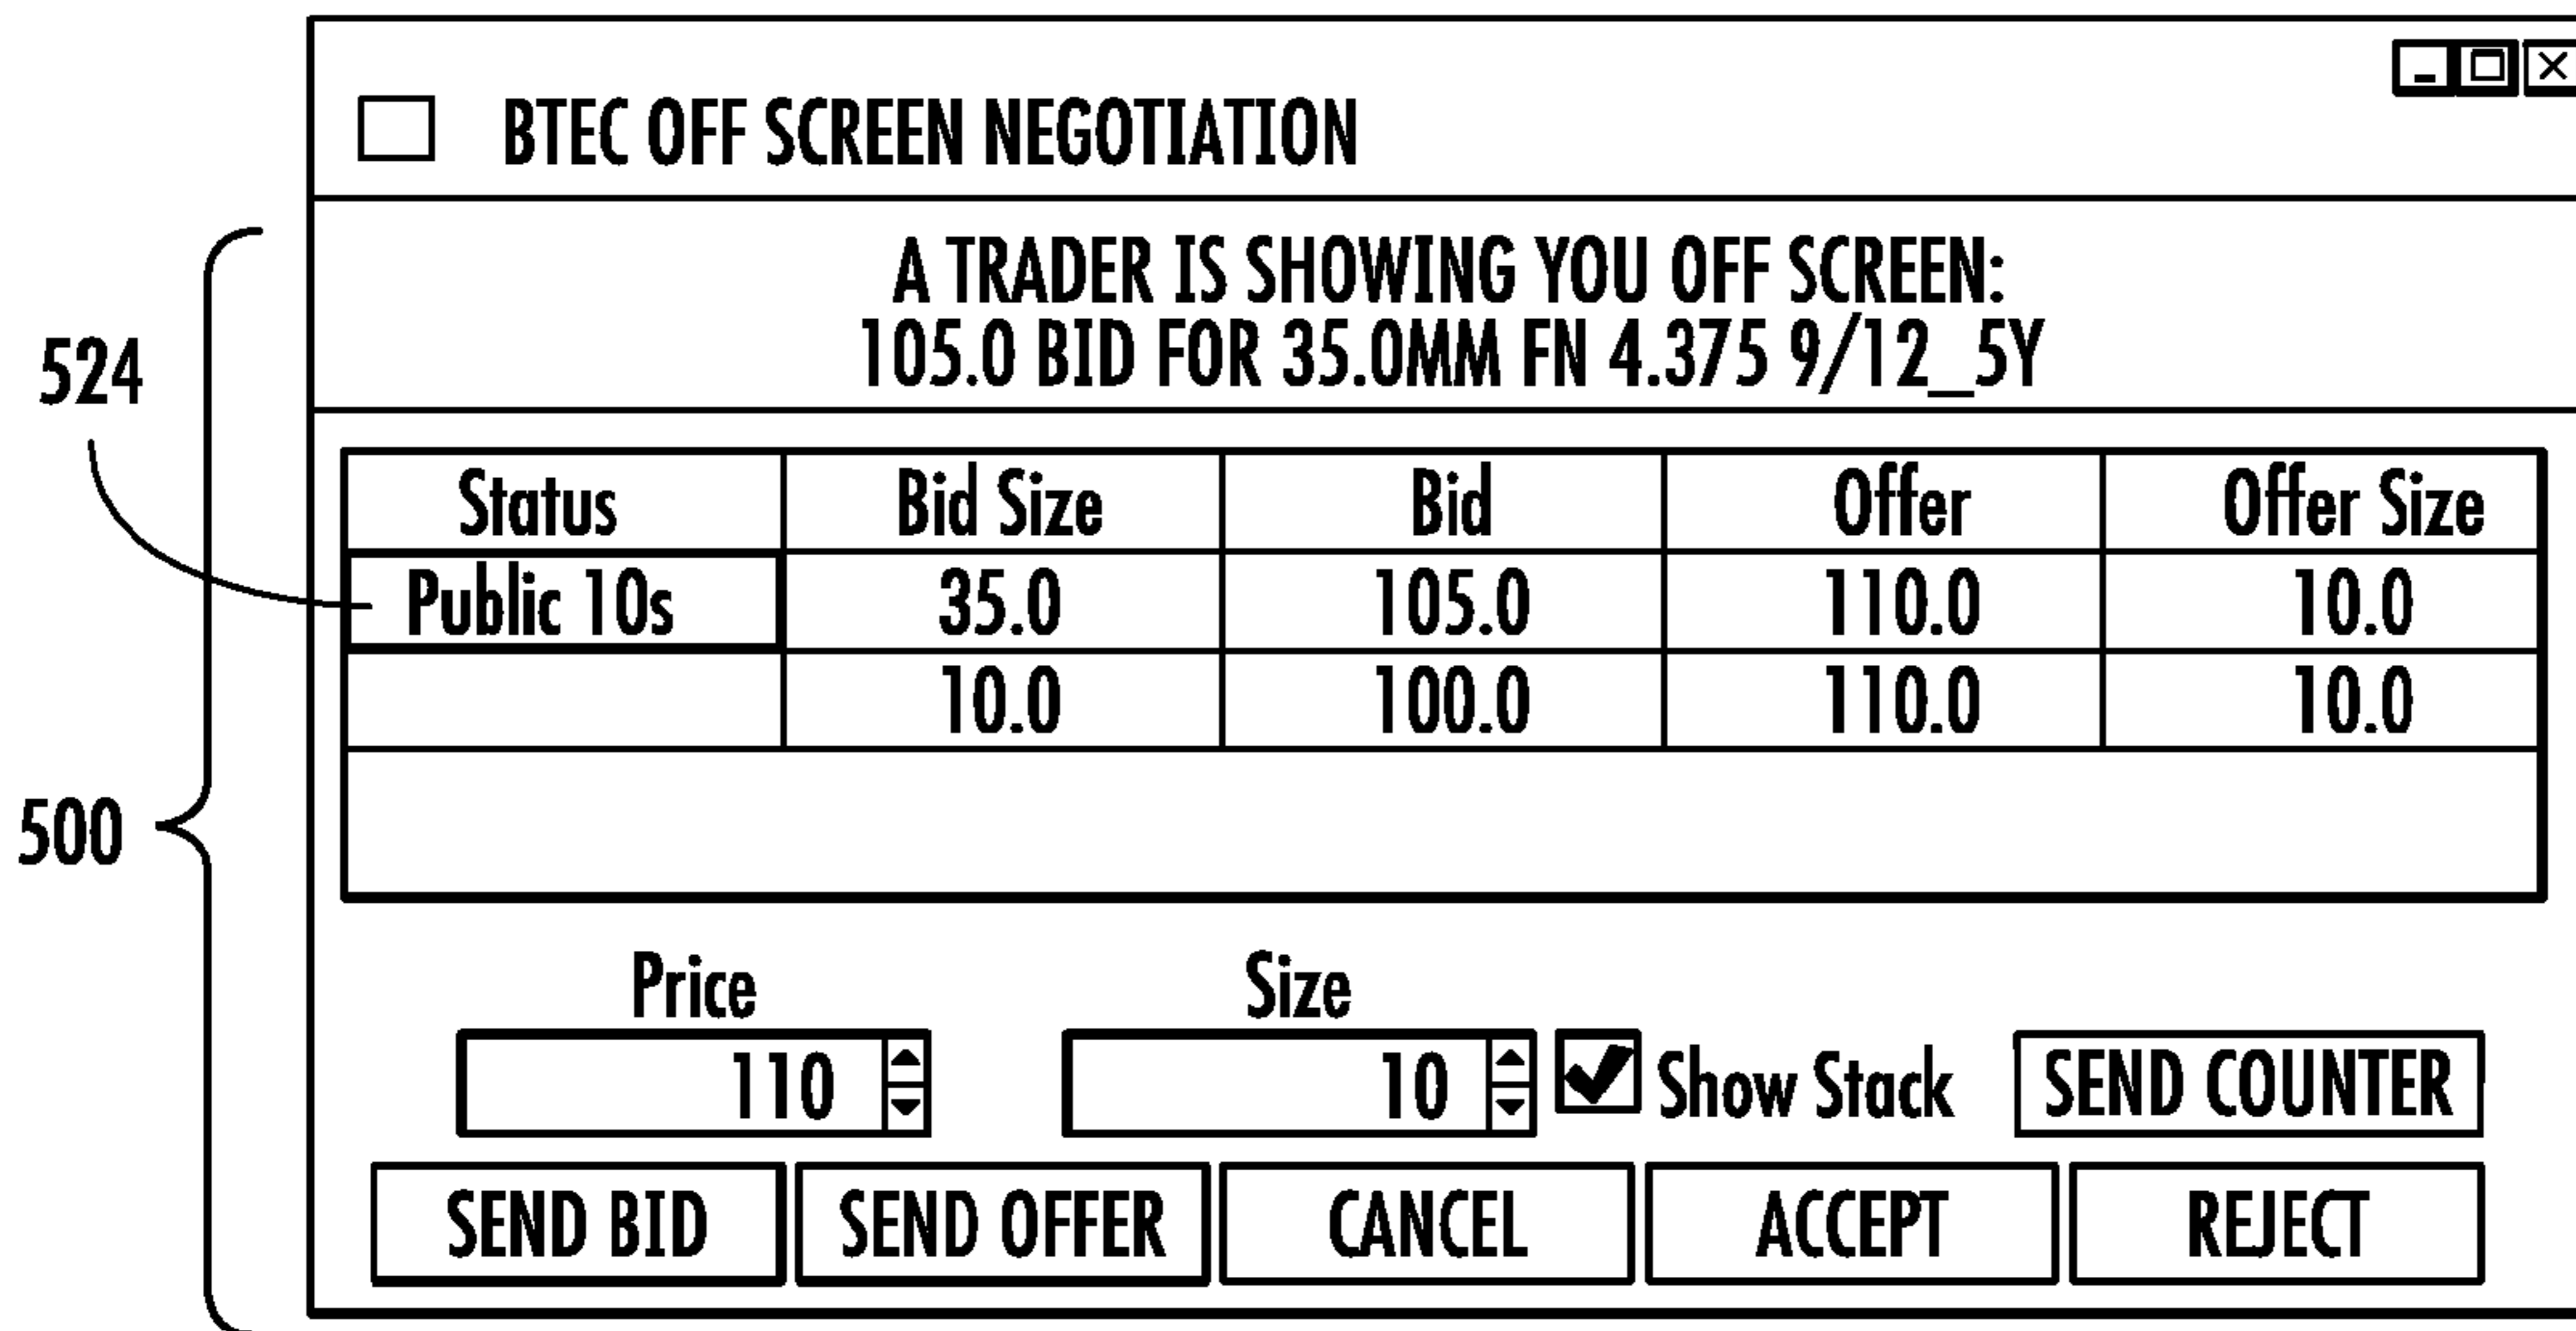 BTEC OFF SCREEN NEGOTIATION
A TRADER IS SHOWING YOU OFF SCREEN:
105.0 BID FOR 35.0MM FN 4.375 9/12_5Y
524
Status Bid Size Bid Offer Offer Size
Public 10s 35.0 105.0 110.0 10.0
10.0 100.0 110.0 10.0
500
Price Size
110 10 Show Stack SEND COUNTER
SEND BID SEND OFFER CANCEL ACCEPT REJECT